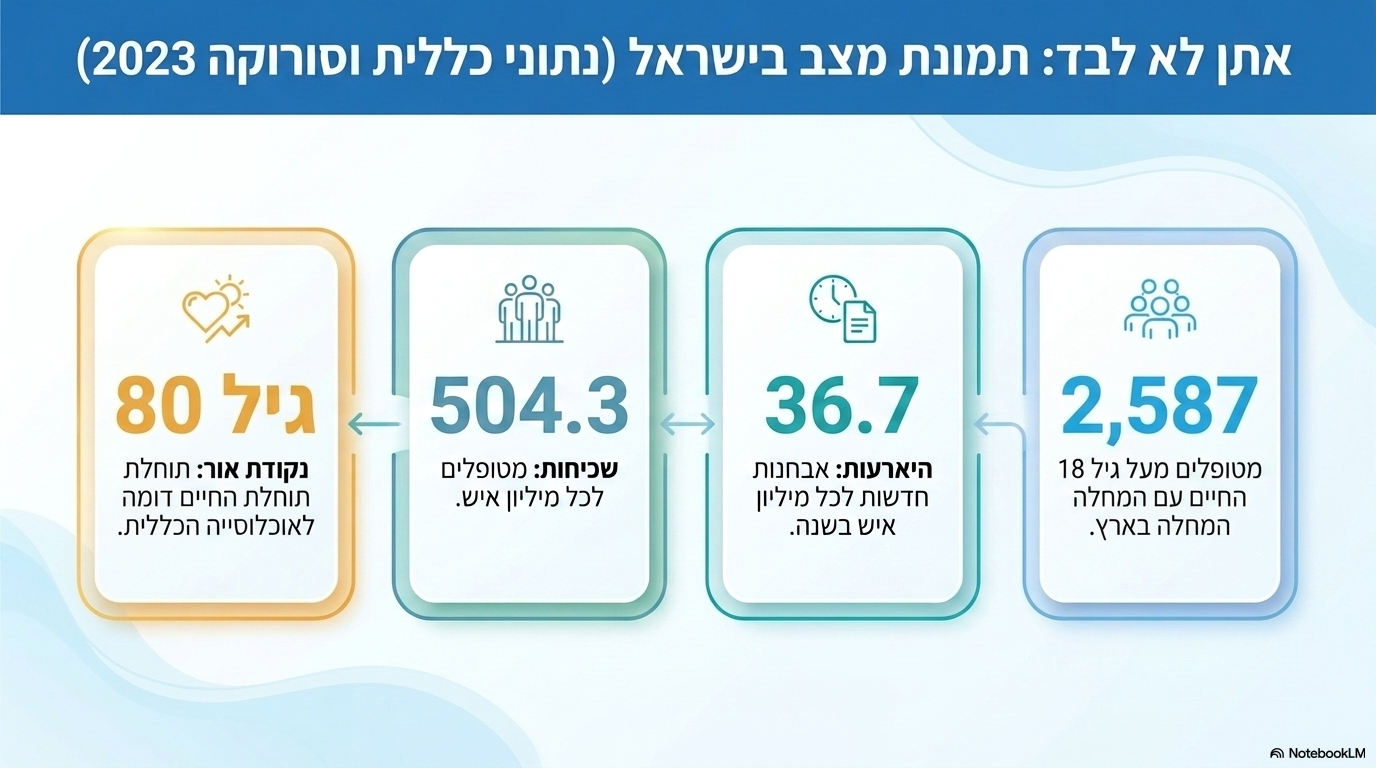 אתן לא לבד: תמונת מצב בישראל (נתוני כללית וסורוקה 2023)
2,587
מטופלים מעל גיל 18
החיים עם המחלה
המחלה בארץ.
36.7
היארעות: אבחנות
חדשות לכל מיליון
איש בשנה.
504.3
שכיחות: מטופלים
לכל מיליון איש.
גיל 80
נקודת אור: תוחלת
תוחלת החיים דומה
לאוכלוסייה הכללית.
NotebookLM